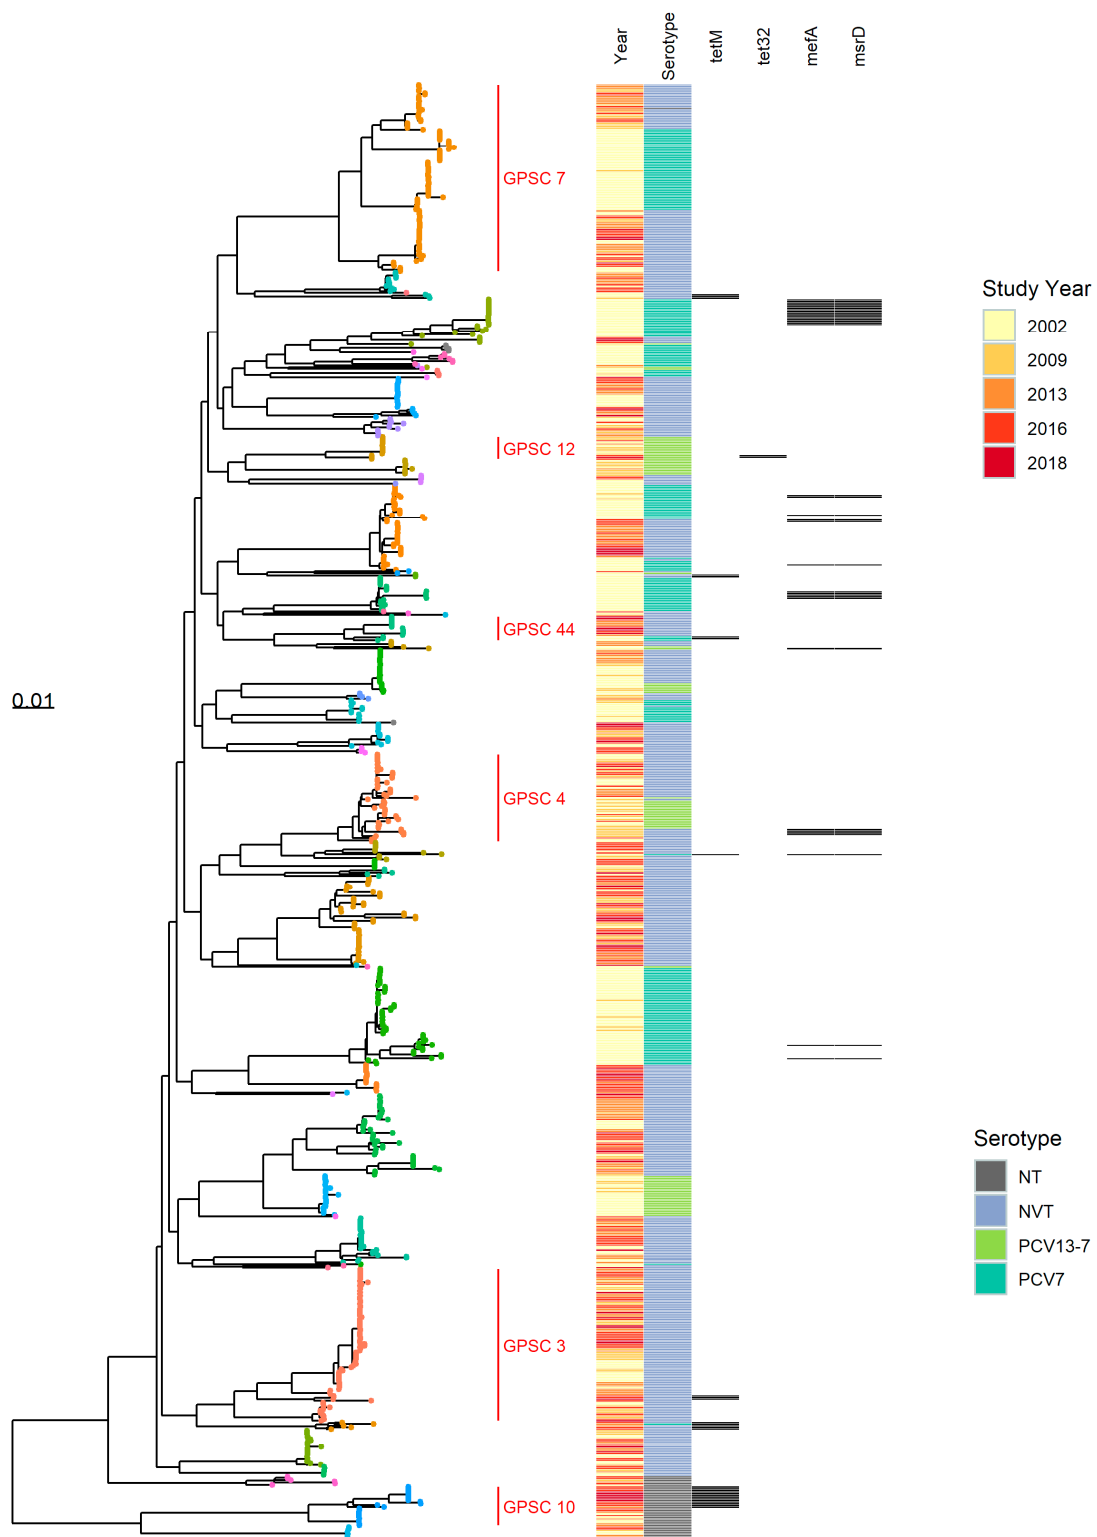 Year
Serotype
tetM
tet32
mefA
msrD
GPSC 7
Study Year
2002
2009
2013
2016
2018
GPSC 12
GPSC 44
0.01
GPSC 4
Serotype
NT
NVT
PCV13-7
PCV7
GPSC 3
GPSC 10